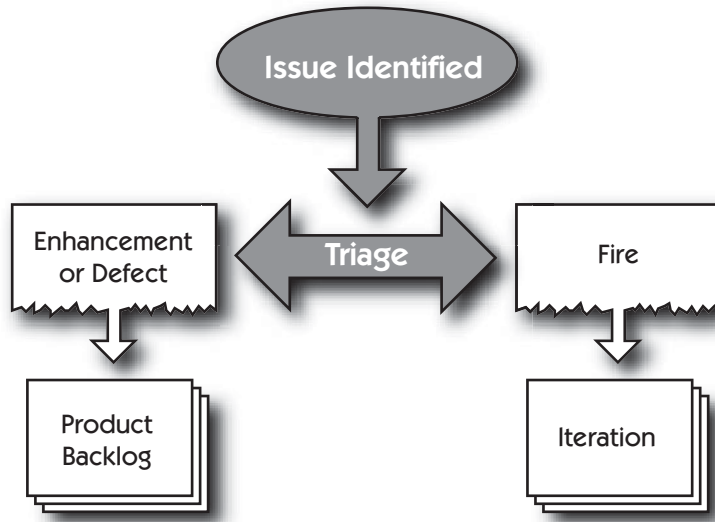 Issue Identified
Triage
Enhancement
or Defect
Fire
Product
Backlog
Iteration